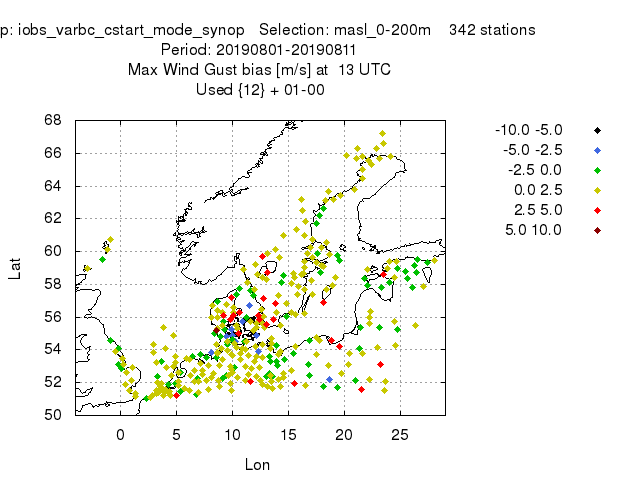 p: iobs_varbc_cstart_mode_synop Selection: masl_0-200m 342 stations
Period: 20190801-20190811
Max Wind Gust bias [m/s] at 13 UTC
Used {12} + 01-00
68
66
64
62
60
58
56
54
52
50
0 5 10 15 20 25
Lat
Lon
-10.0 -5.0
-5.0 -2.5
-2.5 0.0
0.0 2.5
2.5 5.0
5.0 10.0